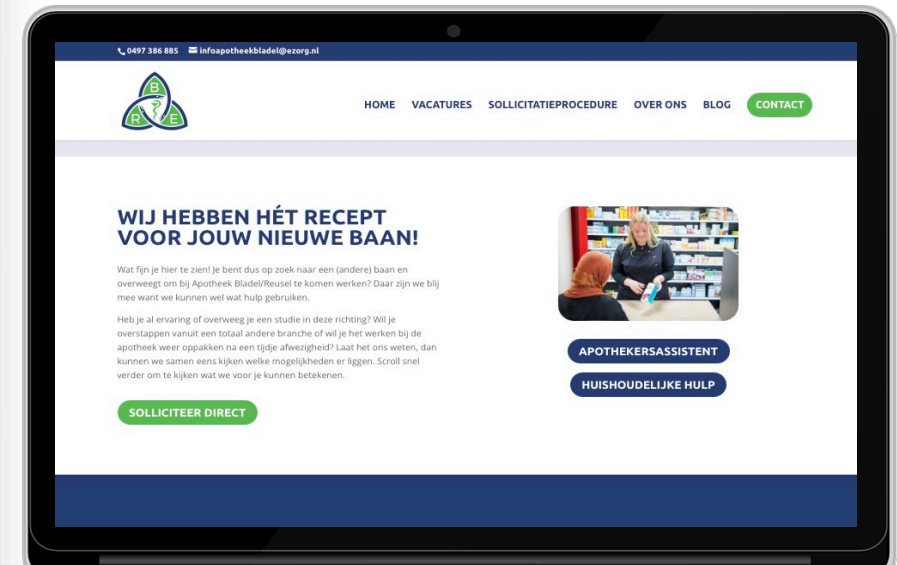 0497 386 885 infoapotheekbladel@ezorg.nl
B
R E
HOME VACATURES SOLLICITATIEPROCEDURE OVER ONS BLOG CONTACT
WIJ HEBBEN HÉT RECEPT
VOOR JOUW NIEUWE BAAN!
Wat fijn je hier te zien! Je bent dus op zoek naar een (andere) baan en
overweegt om bij Apotheek Bladel/Reusel te komen werken? Daar zijn we blij
mee want we kunnen wel wat hulp gebruiken.
Heb je al ervaring of overweeg je een studie in deze richting? Wil je
overstappen vanuit een totaal andere branche of wil je het werken bij de
apotheek weer oppakken na een tijdje afwezigheid? Laat het ons weten, dan
kunnen we samen eens kijken welke mogelijkheden er liggen. Scroll snel
verder om te kijken wat we voor je kunnen betekenen.
SOLLICITEER DIRECT
APOTHEKERSASSISTENT
HUISHOUDELIJKE HULP